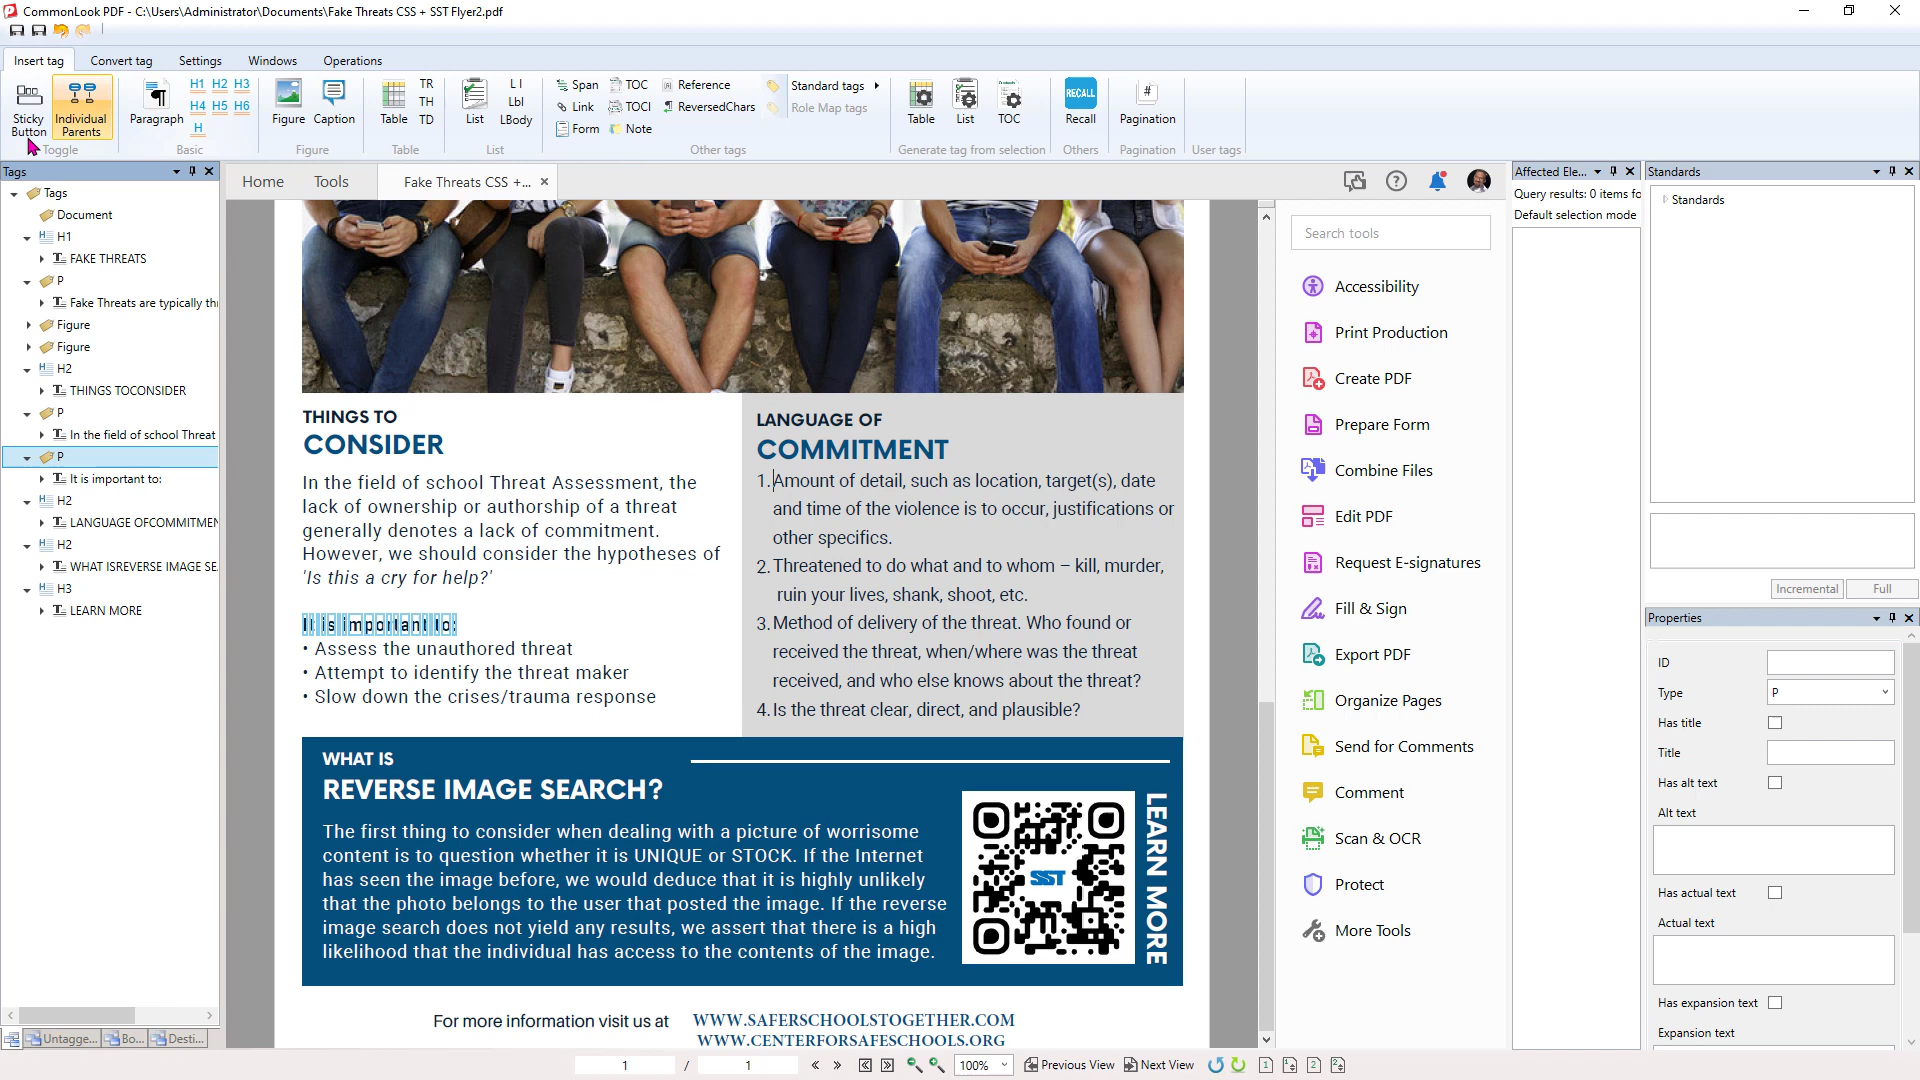 CommonLook PDF - C:\Users\Administrator\Documents\Fake Threats CSS + SST Flyer2.pdf
Insert tag
Convert tag
Settings
Windows
Operations
Sticky Button
Individual Parents
Paragraph
H1 H2 H3
H4 H5 H6
H
Figure
Caption
Table
TR
TH
TD
List
L I
Lbl
LBody
Span
TOC
Reference
Link
TOCI
ReversedChars
Form
Note
Standard tags
Role Map tags
Table
List
TOC
RECALL
Recall
#
Pagination
Toggle
Basic
Figure
Table
List
Other tags
Generate tag from selection
Others
Pagination
User tags
Tags
Tags
Document
H1
FAKE THREATS
P
Fake Threats are typically thr
Figure
Figure
H2
THINGS TOCONSIDER
P
In the field of school Threat
P
It is important to:
H2
LANGUAGE OFCOMMITMEN
H2
WHAT ISREVERSE IMAGE SE
H3
LEARN MORE
Untagge...
Bo...
Desti...
Home
Tools
Fake Threats CSS +...
THINGS TO
CONSIDER
In the field of school Threat Assessment, the
lack of ownership or authorship of a threat
generally denotes a lack of commitment.
However, we should consider the hypotheses of
'Is this a cry for help?'
It is important to:
• Assess the unauthored threat
• Attempt to identify the threat maker
• Slow down the crises/trauma response
LANGUAGE OF
COMMITMENT
1. Amount of detail, such as location, target(s), date
and time of the violence is to occur, justifications or
other specifics.
2. Threatened to do what and to whom – kill, murder,
ruin your lives, shank, shoot, etc.
3. Method of delivery of the threat. Who found or
received the threat, when/where was the threat
received, and who else knows about the threat?
4. Is the threat clear, direct, and plausible?
WHAT IS
REVERSE IMAGE SEARCH?
The first thing to consider when dealing with a picture of worrisome
content is to question whether it is UNIQUE or STOCK. If the Internet
has seen the image before, we would deduce that it is highly unlikely
that the photo belongs to the user that posted the image. If the reverse
image search does not yield any results, we assert that there is a high
likelihood that the individual has access to the contents of the image.
SST
LEARN MORE
For more information visit us at
WWW.SAFERSCHOOLSTOGETHER.COM
WWW.CENTERFORSAFESCHOOLS.ORG
1 / 1
100%
Previous View
Next View
Search tools
Accessibility
Print Production
Create PDF
Prepare Form
Combine Files
Edit PDF
Request E-signatures
Fill & Sign
Export PDF
Organize Pages
Send for Comments
Comment
Scan & OCR
Protect
More Tools
Affected Ele...
Query results: 0 items fo
Default selection mode
Standards
Standards
Incremental
Full
Properties
ID
Type
P
Has title
Title
Has alt text
Alt text
Has actual text
Actual text
Has expansion text
Expansion text